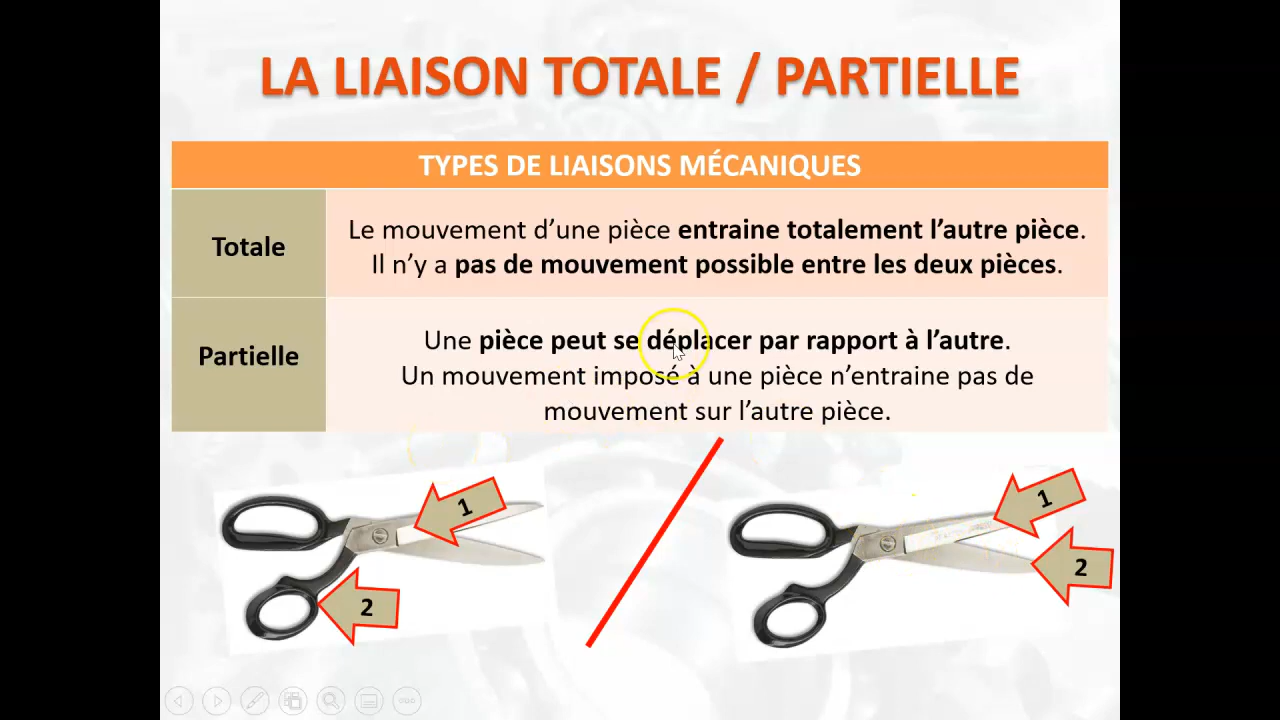 LA LIAISON TOTALE / PARTIELLE
TYPES DE LIAISONS MÉCANIQUES
Totale
Le mouvement d’une pièce entraine totalement l’autre pièce.
Il n’y a pas de mouvement possible entre les deux pièces.
Partielle
Une pièce peut se déplacer par rapport à l’autre.
Un mouvement imposé à une pièce n’entraine pas de
mouvement sur l’autre pièce.
1
2
1
2